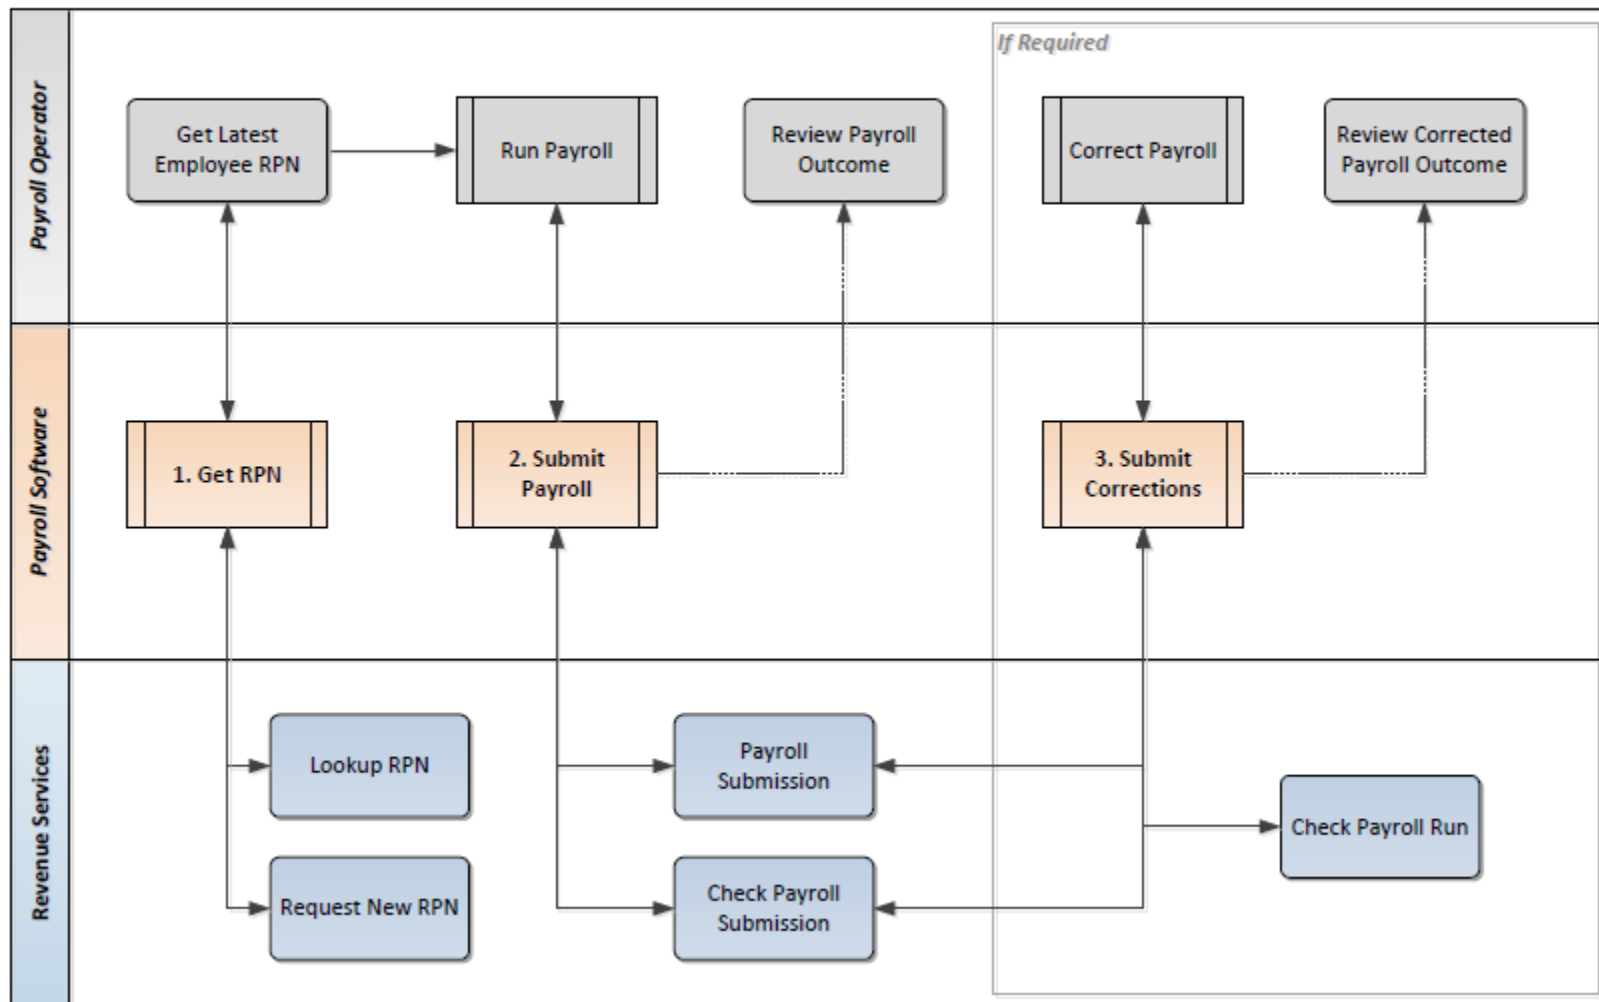 If Required
Payroll Operator
Get Latest
Employee RPN
Run Payroll
Review Payroll
Outcome
Correct Payroll
Review Corrected
Payroll Outcome
Payroll Software
1. Get RPN
2. Submit
Payroll
3. Submit
Corrections
Revenue Services
Lookup RPN
Payroll
Submission
Check Payroll Run
Request New RPN
Check Payroll
Submission